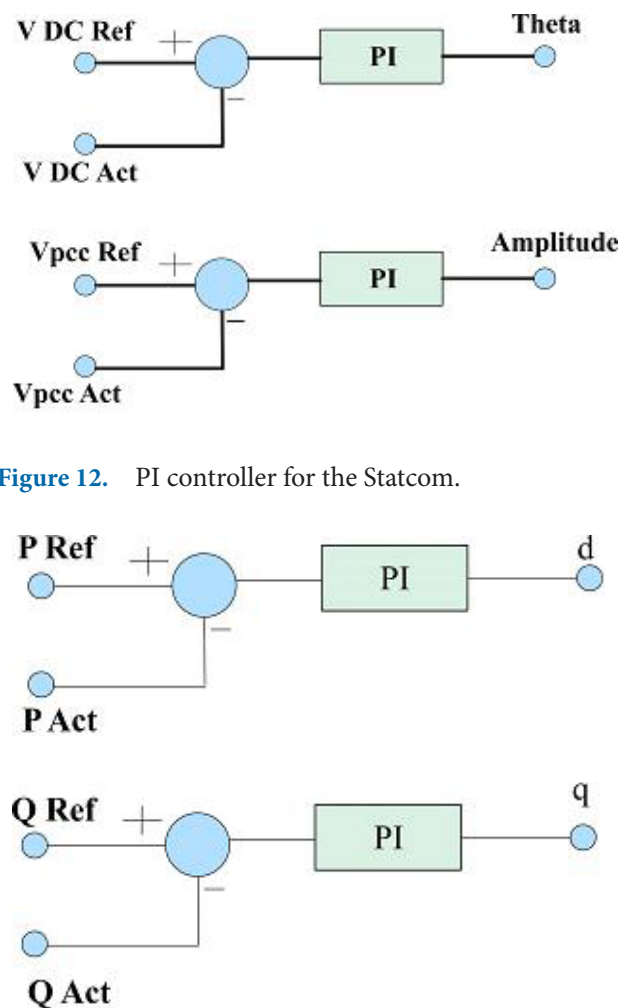 V DC Ref
Theta
+
PI
−
V DC Act
Vpcc Ref
Amplitude
+
PI
−
Vpcc Act
Figure 12. PI controller for the Statcom.
P Ref
d
+
PI
−
P Act
Q Ref
q
+
PI
−
Q Act